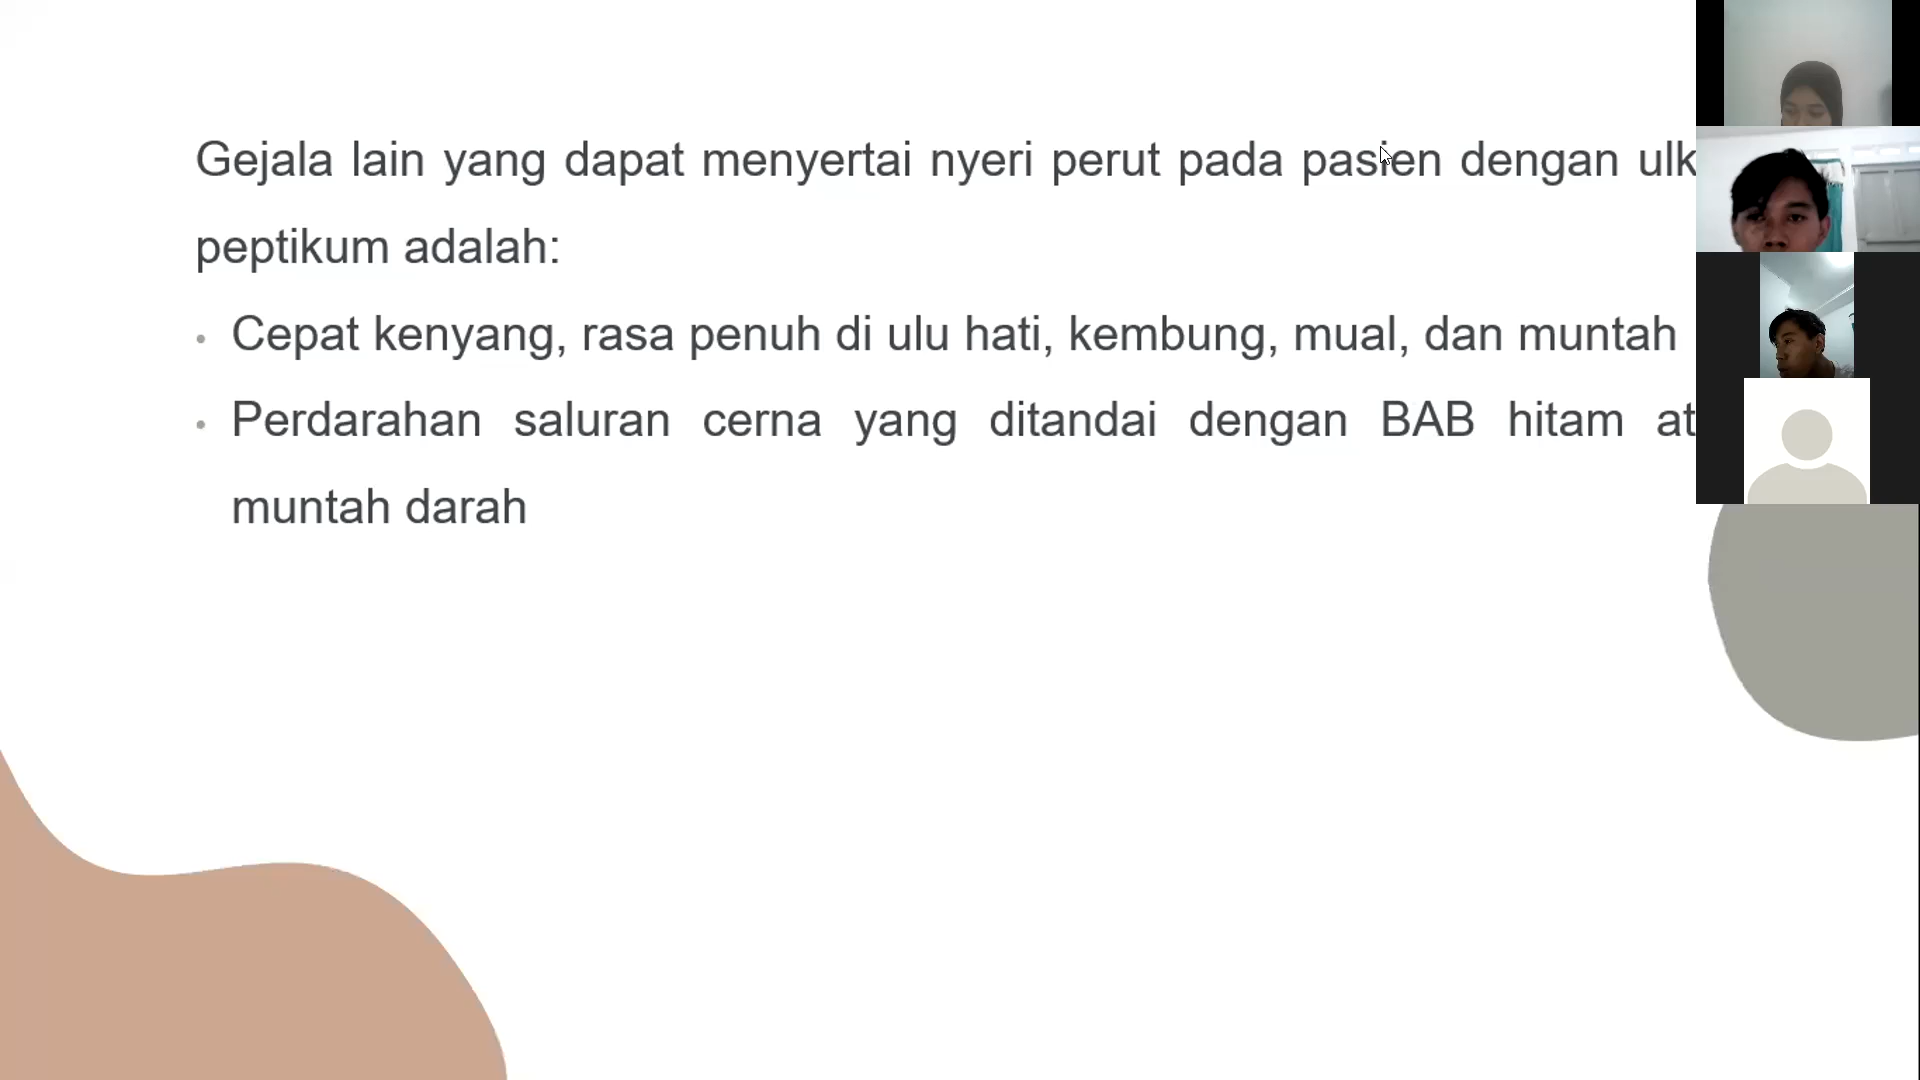 Gejala lain yang dapat menyertai nyeri perut pada pasien dengan ulk
peptikum adalah:
• Cepat kenyang, rasa penuh di ulu hati, kembung, mual, dan muntah
• Perdarahan saluran cerna yang ditandai dengan BAB hitam at
muntah darah